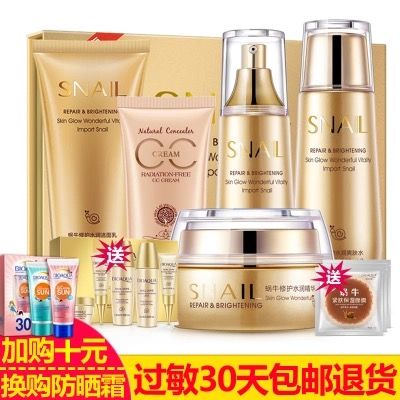 SNAIL
REPAIR & BRIGHTENING
Skin Glow Wonderful Vitality
Import Snail
Natural Concealer
CC
CREAM
RADIATION-FREE
CC CREAM
SNAIL
REPAIR & BRIGHTENING
Skin Glow Wonderful Vitality
Import Snail
SNAIL
REPAIR & BRIGHTENING
Skin Glow Wonderful Vitality
Import Snail
SNAIL
REPAIR & BRIGHTENING
送
BIOAQUA
SUN
SUN
30
送
加购十元
换购防晒霜
过敏30天包邮退货